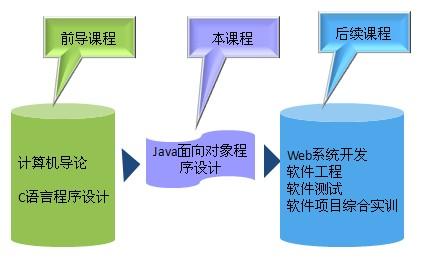 前导课程
本课程
后续课程
计算机导论
C语言程序设计
Java面向对象程
序设计
Web系统开发
软件工程
软件测试
软件项目综合实训